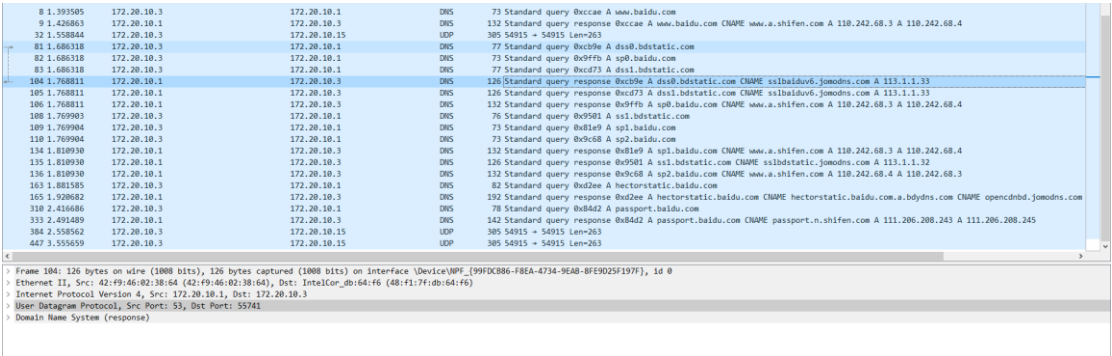 8 1.393505 172.20.10.3 172.20.10.1 DNS 73 Standard query 0xccae A www.baidu.com
9 1.426863 172.20.10.1 172.20.10.3 DNS 132 Standard query response 0xccae A www.baidu.com CNAME www.a.shifen.com A 110.242.68.3 A 110.242.68.4
32 1.558844 172.20.10.3 172.20.10.15 UDP 305 54915 → 54915 Len=263
81 1.686318 172.20.10.3 172.20.10.1 DNS 77 Standard query 0xcb9e A dss0.bdstatic.com
82 1.686318 172.20.10.3 172.20.10.1 DNS 73 Standard query 0x9ffb A sp0.baidu.com
83 1.686318 172.20.10.3 172.20.10.1 DNS 77 Standard query 0xcd73 A dss1.bdstatic.com
104 1.768811 172.20.10.1 172.20.10.3 DNS 126 Standard query response 0xcb9e A dss0.bdstatic.com CNAME sslbaiduv6.jomodns.com A 113.1.1.33
105 1.768811 172.20.10.1 172.20.10.3 DNS 126 Standard query response 0xcd73 A dss1.bdstatic.com CNAME sslbaiduv6.jomodns.com A 113.1.1.33
106 1.768811 172.20.10.1 172.20.10.3 DNS 132 Standard query response 0x9ffb A sp0.baidu.com CNAME www.a.shifen.com A 110.242.68.3 A 110.242.68.4
108 1.769903 172.20.10.3 172.20.10.1 DNS 76 Standard query 0x9501 A ss1.bdstatic.com
109 1.769904 172.20.10.3 172.20.10.1 DNS 73 Standard query 0x81e9 A sp1.baidu.com
110 1.769904 172.20.10.3 172.20.10.1 DNS 73 Standard query 0x9c68 A sp2.baidu.com
134 1.810930 172.20.10.1 172.20.10.3 DNS 132 Standard query response 0x81e9 A sp1.baidu.com CNAME www.a.shifen.com A 110.242.68.3 A 110.242.68.4
135 1.810930 172.20.10.1 172.20.10.3 DNS 126 Standard query response 0x9501 A ss1.bdstatic.com CNAME sslbdstatic.jomodns.com A 113.1.1.32
136 1.810930 172.20.10.1 172.20.10.3 DNS 132 Standard query response 0x9c68 A sp2.baidu.com CNAME www.a.shifen.com A 110.242.68.4 A 110.242.68.3
163 1.881585 172.20.10.3 172.20.10.1 DNS 82 Standard query 0xd2ee A hectorstatic.baidu.com
165 1.920682 172.20.10.1 172.20.10.3 DNS 192 Standard query response 0xd2ee A hectorstatic.baidu.com CNAME hectorstatic.baidu.com.a.bdydns.com CNAME opencdnbd.jomodns.com
310 2.416686 172.20.10.3 172.20.10.1 DNS 78 Standard query 0x84d2 A passport.baidu.com
333 2.491489 172.20.10.1 172.20.10.3 DNS 142 Standard query response 0x84d2 A passport.baidu.com CNAME passport.n.shifen.com A 111.206.208.243 A 111.206.208.245
384 2.558562 172.20.10.3 172.20.10.15 UDP 305 54915 → 54915 Len=263
447 3.555659 172.20.10.3 172.20.10.15 UDP 305 54915 → 54915 Len=263
> Frame 104: 126 bytes on wire (1008 bits), 126 bytes captured (1008 bits) on interface \Device\NPF_{99FDC886-F8EA-4734-9EAB-8FE9D25F197F}, id 0
> Ethernet II, Src: 42:f9:46:02:38:64 (42:f9:46:02:38:64), Dst: IntelCor_db:64:f6 (48:f1:7f:db:64:f6)
> Internet Protocol Version 4, Src: 172.20.10.1, Dst: 172.20.10.3
> User Datagram Protocol, Src Port: 53, Dst Port: 55741
> Domain Name System (response)